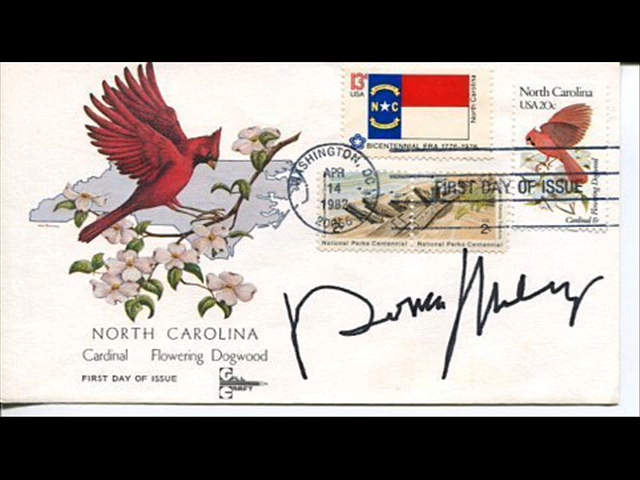 13c
USA
N C
North Carolina
BICENTENNIAL ERA 1776-1976
North Carolina
USA 20c
WASHINGTON, DC
APR
14
1982
FIRST DAY OF ISSUE
Cardinal &
Flowering Dogwood
2c
National Parks Centennial
National Parks Centennial
NORTH CAROLINA
Cardinal Flowering Dogwood
FIRST DAY OF ISSUE
GILL
CRAFT